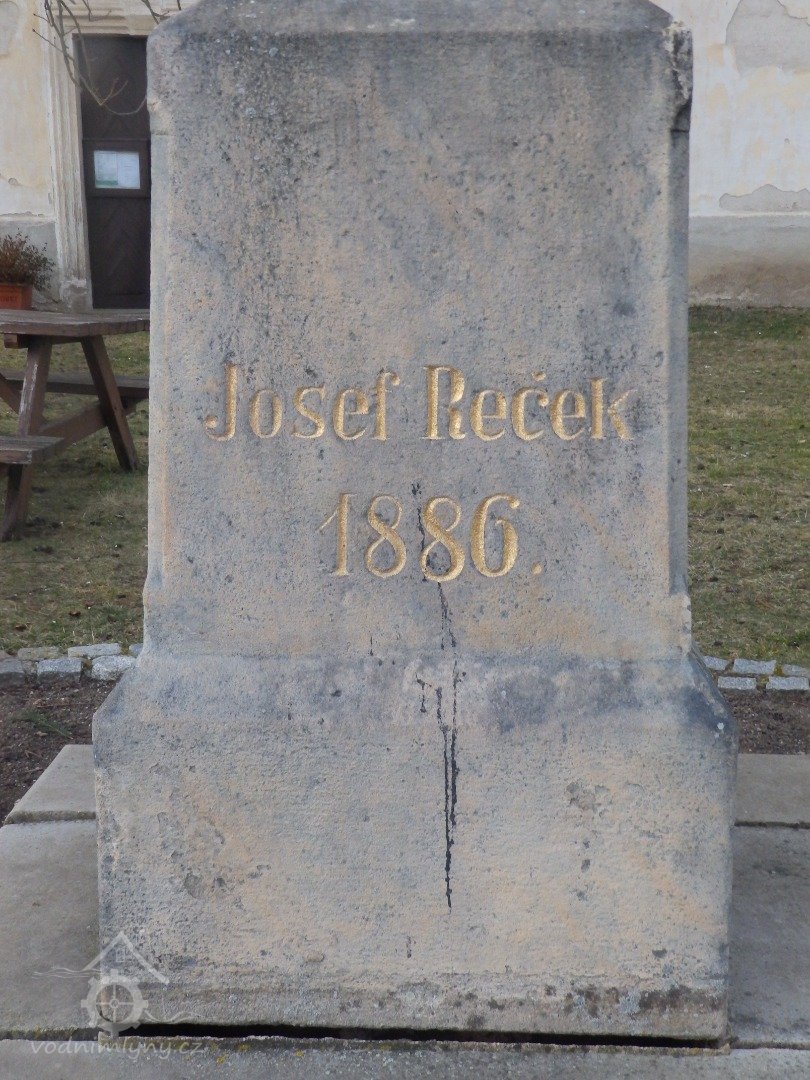 Josef Reček
1886.
vodnimlyny.cz